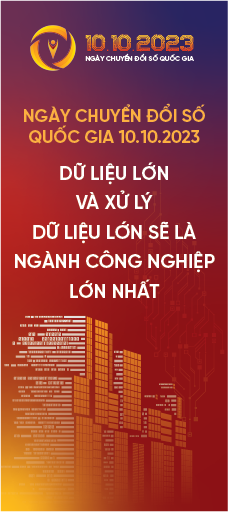 10.10 2023
NGÀY CHUYỂN ĐỔI SỐ QUỐC GIA
NGÀY CHUYỂN ĐỔI SỐ
QUỐC GIA 10.10.2023
DỮ LIỆU LỚN
VÀ XỬ LÝ
DỮ LIỆU LỚN SẼ LÀ
NGÀNH CÔNG NGHIỆP
LỚN NHẤT